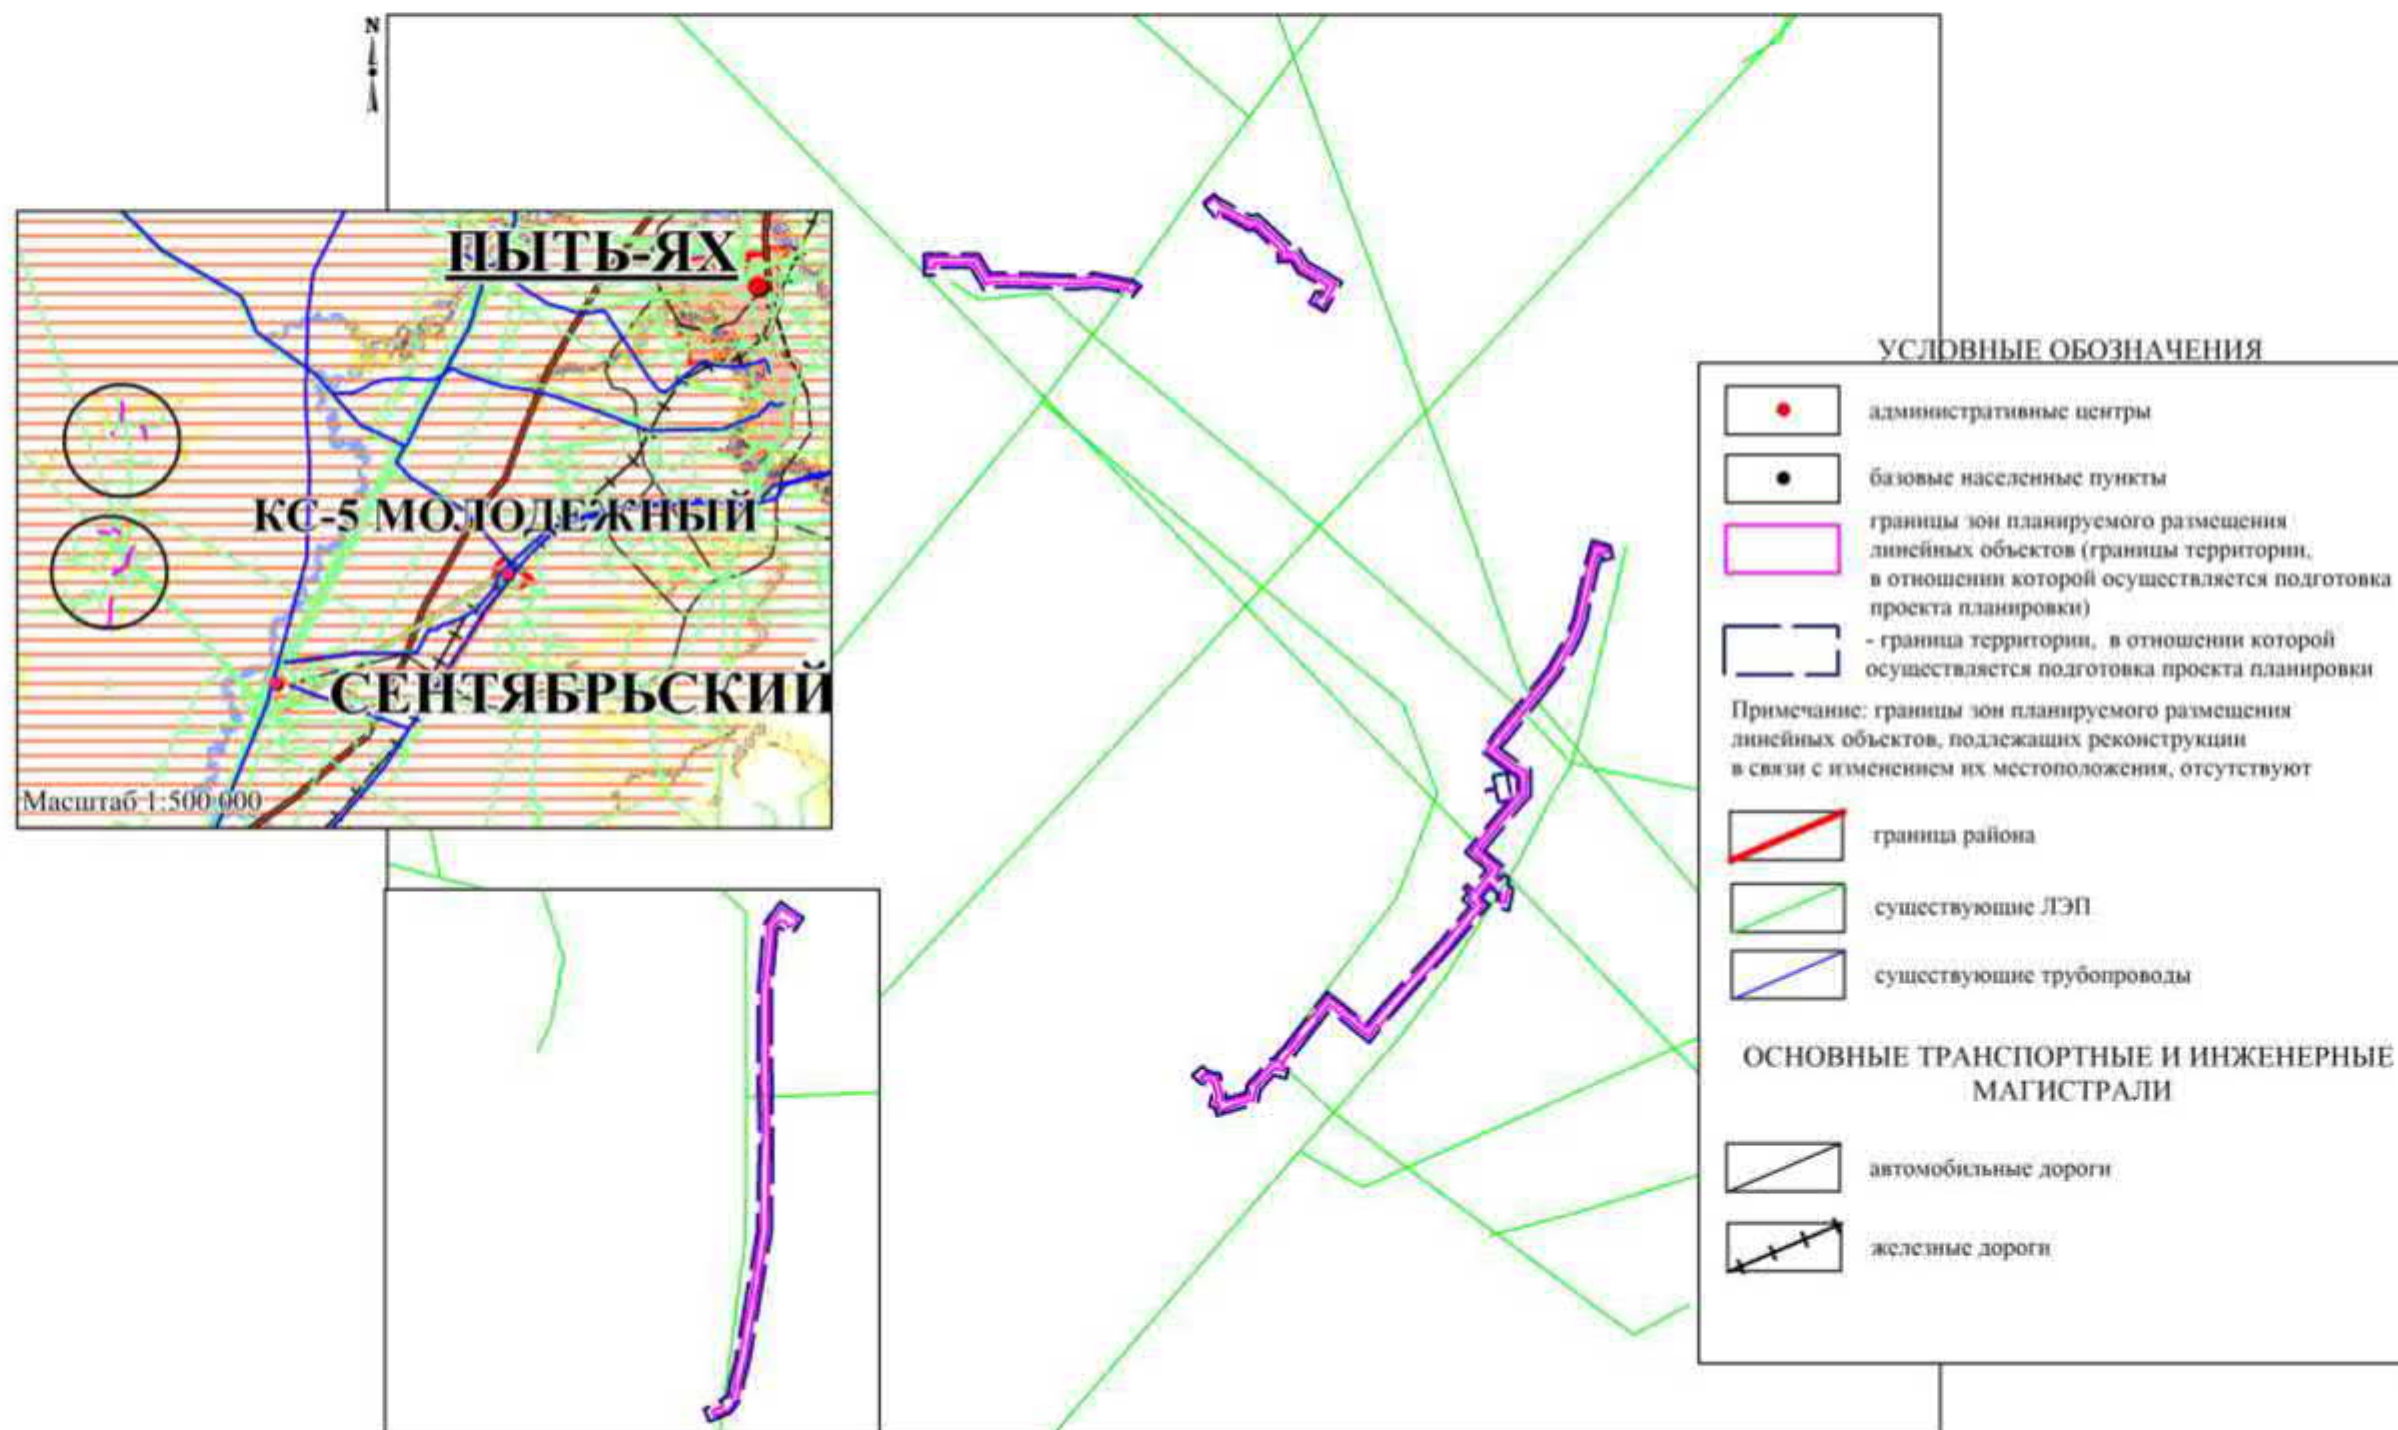 N
ПЫТЬ-ЯХ
КС-5 МОЛОДЕЖНЫЙ
СЕНТЯБРЬСКИЙ
Масштаб 1:500 000
УСЛОВНЫЕ ОБОЗНАЧЕНИЯ
административные центры
базовые населенные пункты
границы зон планируемого размещения
линейных объектов (границы территории,
в отношении которой осуществляется подготовка
проекта планировки)
- граница территории, в отношении которой
осуществляется подготовка проекта планировки
Примечание: границы зон планируемого размещения
линейных объектов, подлежащих реконструкции
в связи с изменением их местоположения, отсутствуют
граница района
существующие ЛЭП
существующие трубопроводы
ОСНОВНЫЕ ТРАНСПОРТНЫЕ И ИНЖЕНЕРНЫЕ
МАГИСТРАЛИ
автомобильные дороги
железные дороги